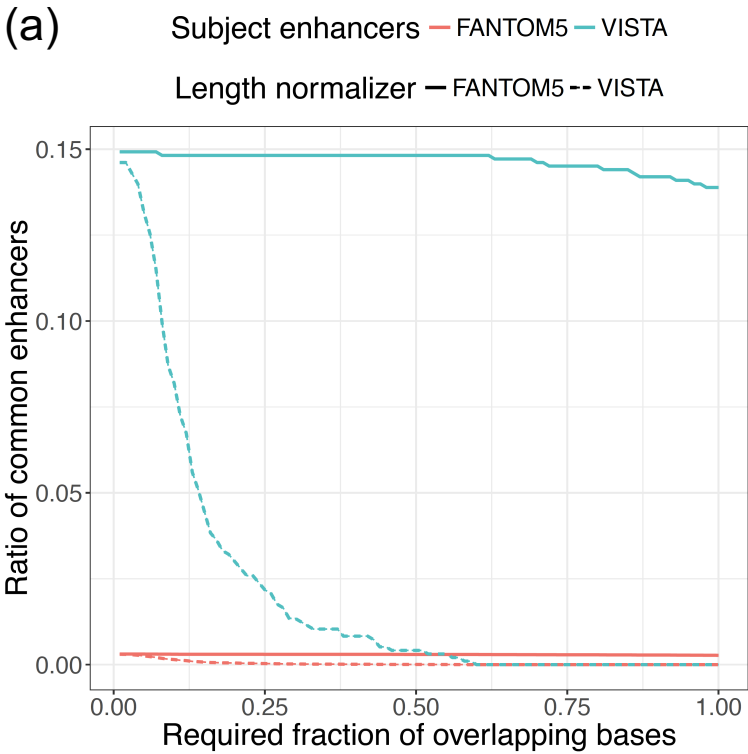 (a)
Subject enhancers FANTOM5 VISTA
Length normalizer FANTOM5 VISTA
Ratio of common enhancers
0.15
0.10
0.05
0.00
0.00 0.25 0.50 0.75 1.00
Required fraction of overlapping bases